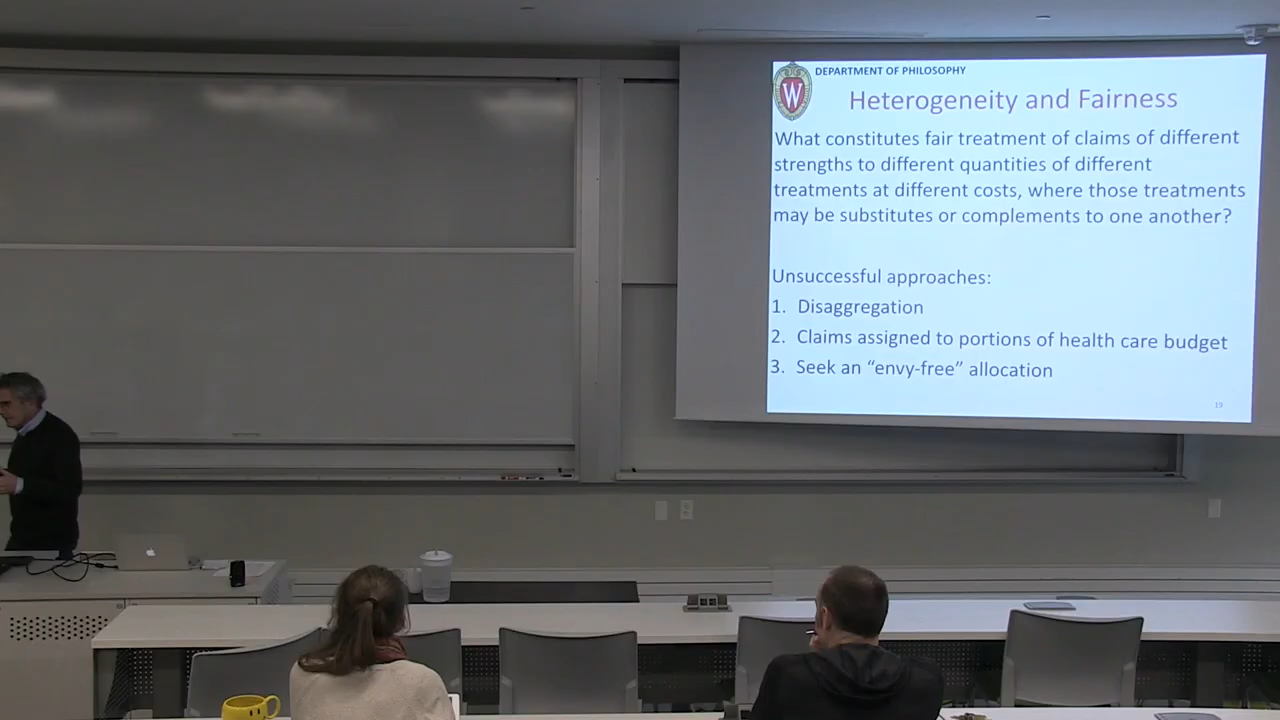 DEPARTMENT OF PHILOSOPHY
W
Heterogeneity and Fairness
What constitutes fair treatment of claims of different
strengths to different quantities of different
treatments at different costs, where those treatments
may be substitutes or complements to one another?
Unsuccessful approaches:
1. Disaggregation
2. Claims assigned to portions of health care budget
3. Seek an “envy-free” allocation
19